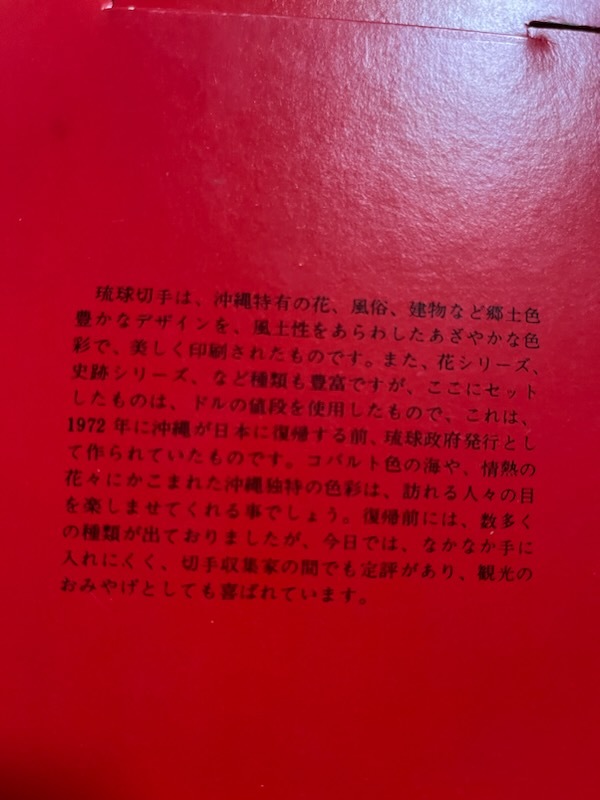 琉球切手は、沖縄特有の花、風俗、建物など郷土色
豊かなデザインを、風土性をあらわしたあざやかな色
彩で、美しく印刷されたものです。また、花シリーズ、
史跡シリーズ、など種類も豊富ですが、ここにセット
したものは、ドルの値段を使用したもので、これは、
1972年に沖縄が日本に復帰する前、琉球政府発行とし
て作られていたものです。コバルト色の海や、情熱の
花々にかこまれた沖縄独特の色彩は、訪れる人々の目
を楽しませてくれる事でしょう。復帰前には、数多く
の種類が出ておりましたが、今日では、なかなか手に
入れにくく、切手収集家の間でも定評があり、観光の
おみやげとしても喜ばれています。